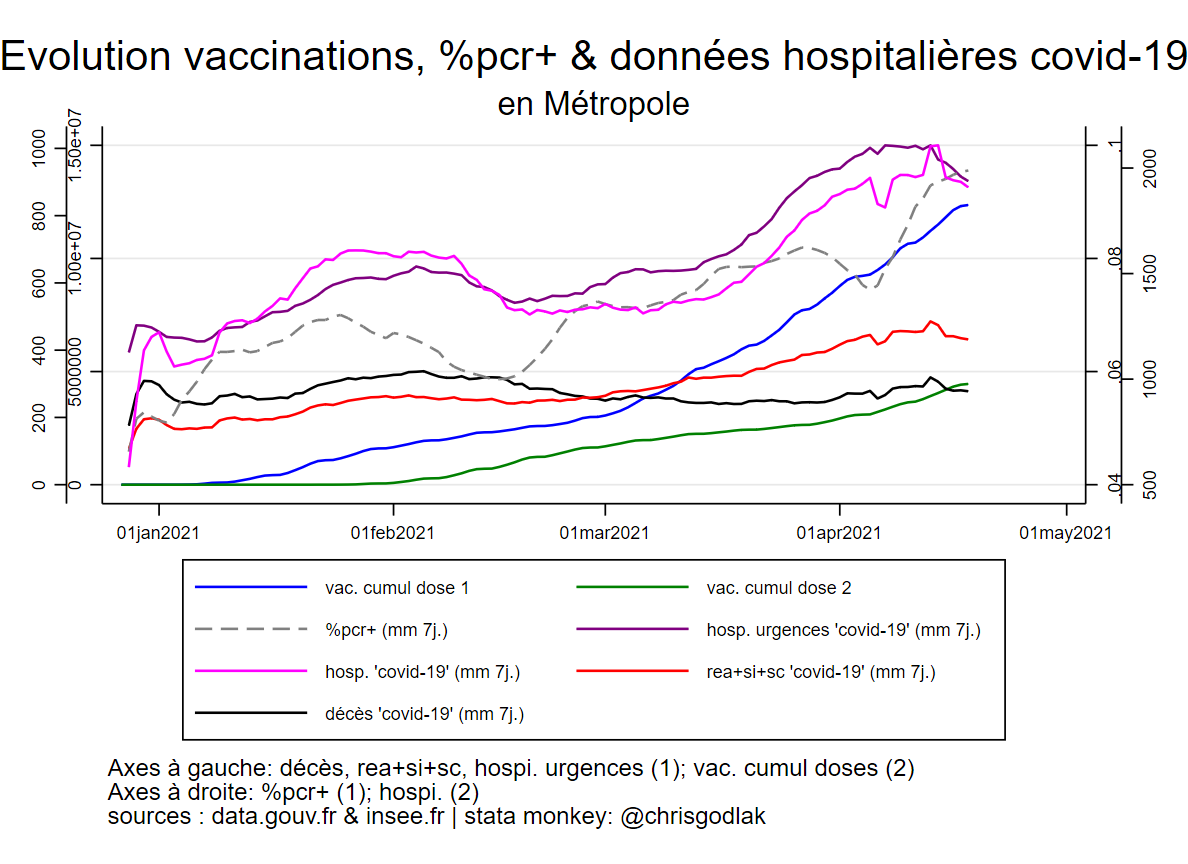 Evolution vaccinations, %pcr+ & données hospitalières covid-19
en Métropole
1000
800
600
400
200
0
1.50e+07
1.00e+07
5000000
0
.1
.08
.06
.04
2000
1500
1000
500
01jan2021 01feb2021 01mar2021 01apr2021 01may2021
vac. cumul dose 1 vac. cumul dose 2
%pcr+ (mm 7j.) hosp. urgences 'covid-19' (mm 7j.)
hosp. 'covid-19' (mm 7j.) rea+si+sc 'covid-19' (mm 7j.)
décès 'covid-19' (mm 7j.)
Axes à gauche: décès, rea+si+sc, hospi. urgences (1); vac. cumul doses (2)
Axes à droite: %pcr+ (1); hospi. (2)
sources : data.gouv.fr & insee.fr | stata monkey: @chrisgodlak